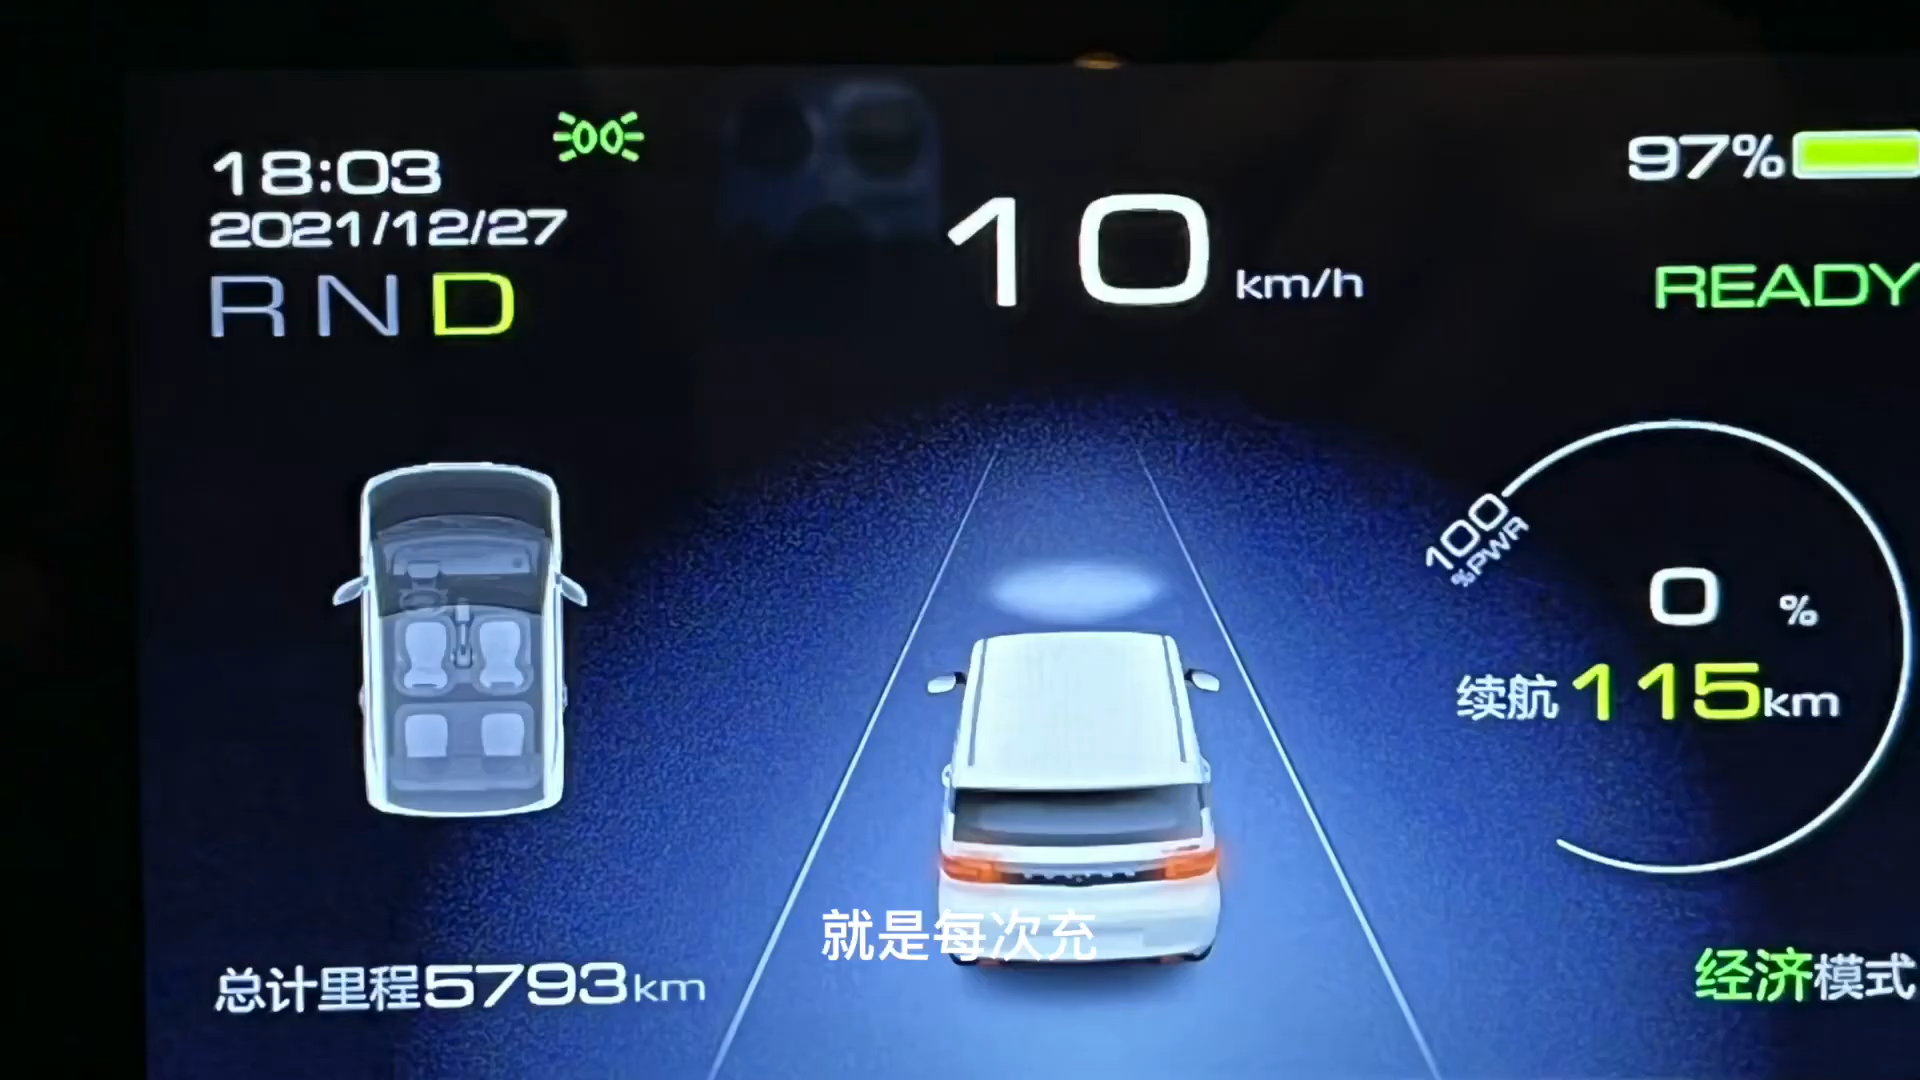 18:03
2021/12/27
R N D
10 km/h
97%
READY
100
%PWR
0 %
续航 115km
就是每次充
总计里程5793km
经济模式